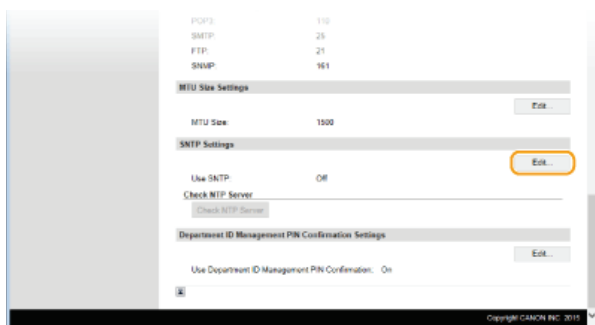 POP3: 110
SMTP: 25
FTP: 21
SNMP: 161
MTU Size Settings
Edit...
MTU Size: 1500
SNTP Settings
Edit...
Use SNTP: Off
Check NTP Server
Check NTP Server
Department ID Management PIN Confirmation Settings
Edit...
Use Department ID Management PIN Confirmation: On
Copyright CANON INC. 2015